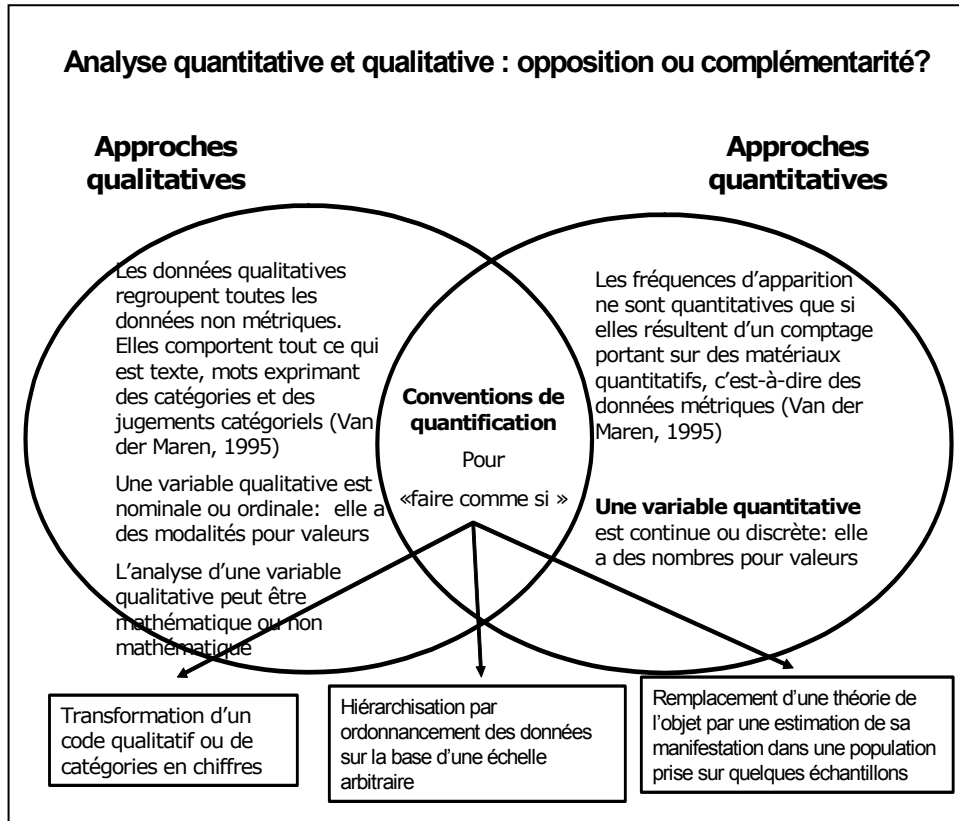 Analyse quantitative et qualitative : opposition ou complémentarité?
Approches
qualitatives
Approches
quantitatives
Les données qualitatives
regroupent toutes les
données non métriques.
Elles comportent tout ce qui
est texte, mots exprimant
des catégories et des
jugements catégoriels (Van
der Maren, 1995)
Une variable qualitative est
nominale ou ordinale: elle a
des modalités pour valeurs
L’analyse d’une variable
qualitative peut être
mathématique ou non
mathématique
Conventions de
quantification
Pour
«faire comme si »
Les fréquences d’apparition
ne sont quantitatives que si
elles résultent d’un comptage
portant sur des matériaux
quantitatifs, c’est-à-dire des
données métriques (Van der
Maren, 1995)
Une variable quantitative
est continue ou discrète: elle
a des nombres pour valeurs
Transformation d’un
code qualitatif ou de
catégories en chiffres
Hiérarchisation par
ordonnancement des données
sur la base d’une échelle
arbitraire
Remplacement d’une théorie de
l’objet par une estimation de sa
manifestation dans une population
prise sur quelques échantillons